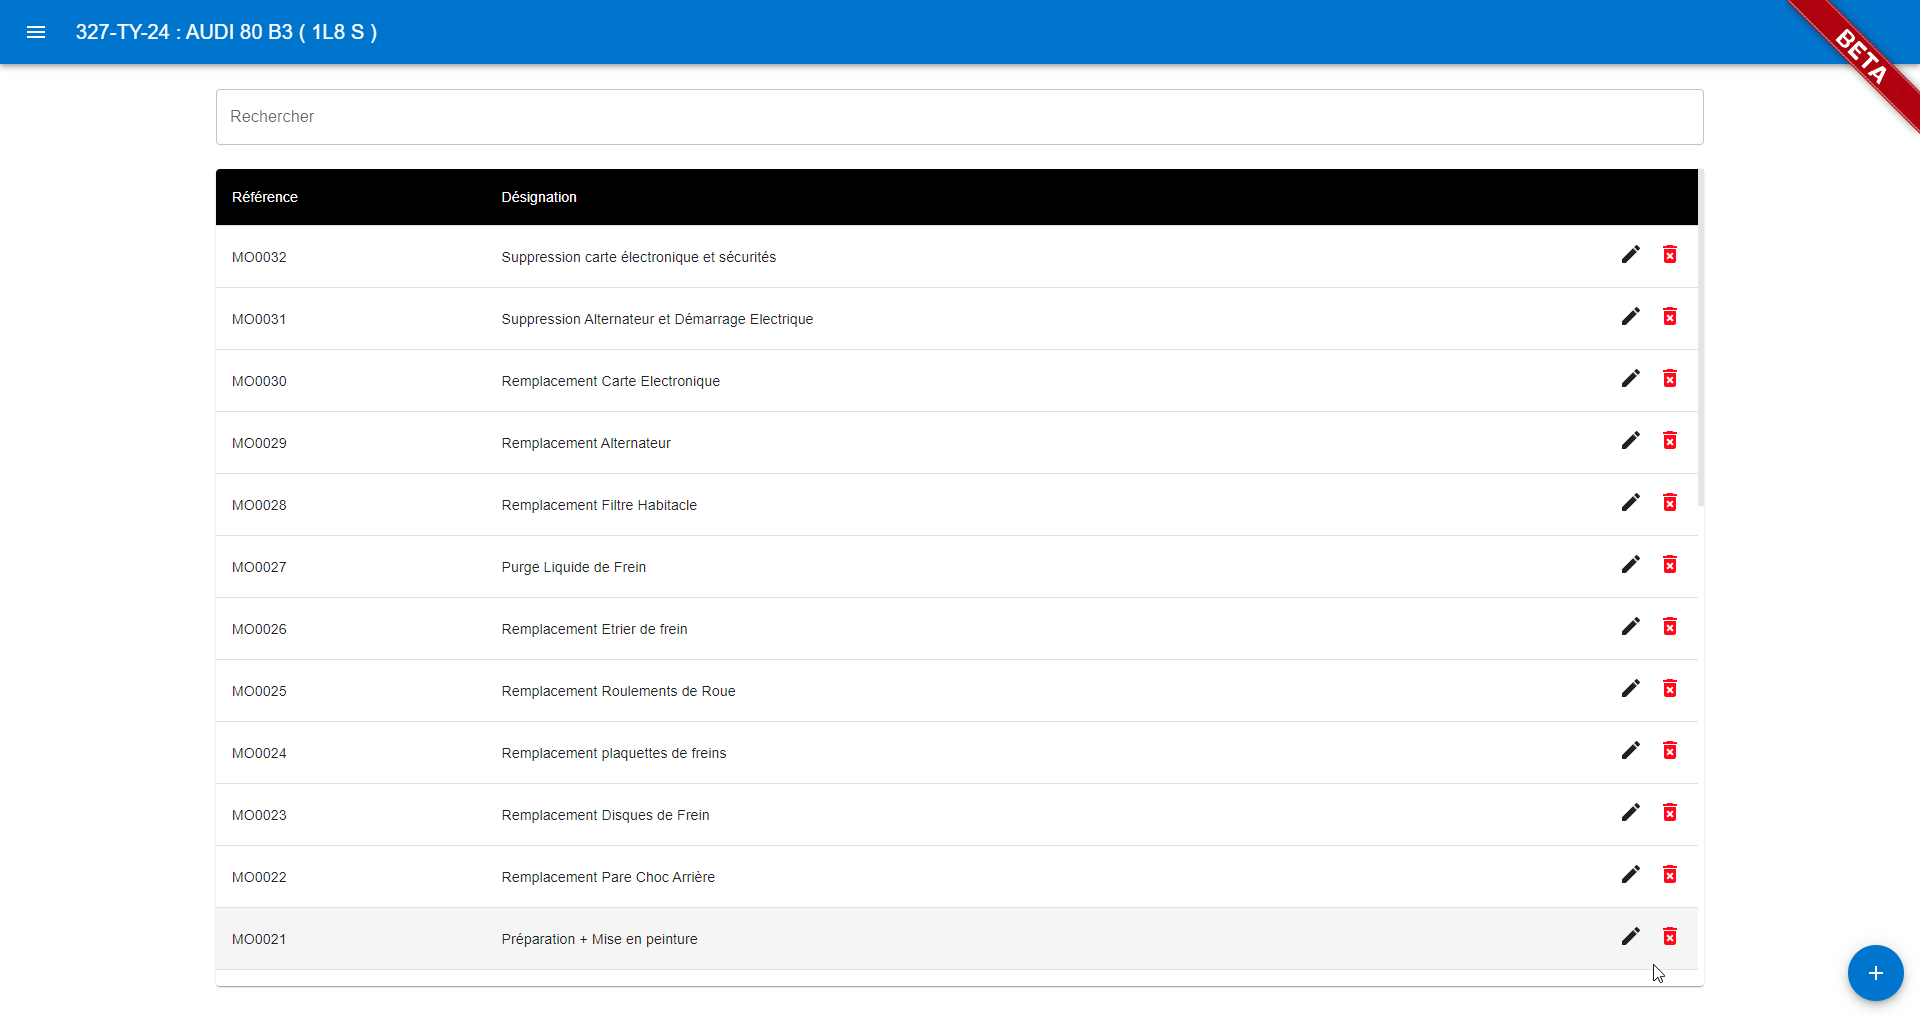 327-TY-24 : AUDI 80 B3 ( 1L8 S )
BETA
Rechercher
Référence Désignation
MO0032 Suppression carte électronique et sécurités
MO0031 Suppression Alternateur et Démarrage Electrique
MO0030 Remplacement Carte Electronique
MO0029 Remplacement Alternateur
MO0028 Remplacement Filtre Habitacle
MO0027 Purge Liquide de Frein
MO0026 Remplacement Etrier de frein
MO0025 Remplacement Roulements de Roue
MO0024 Remplacement plaquettes de freins
MO0023 Remplacement Disques de Frein
MO0022 Remplacement Pare Choc Arrière
MO0021 Préparation + Mise en peinture